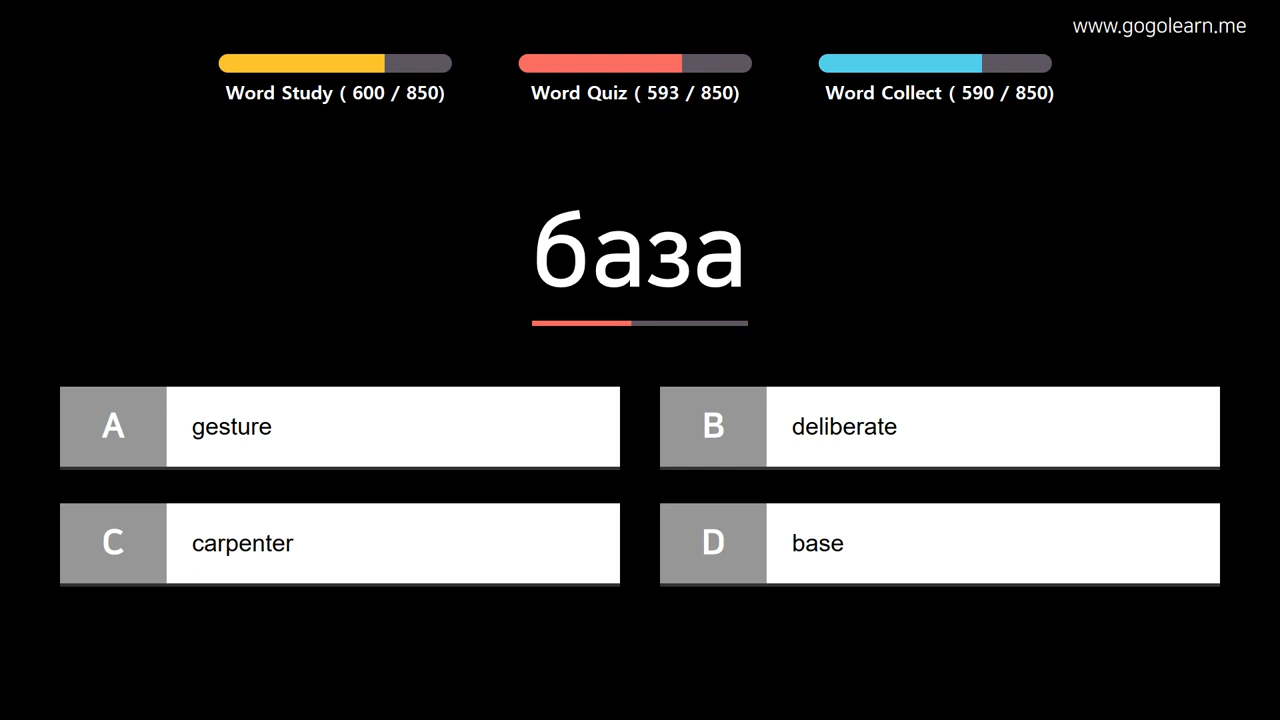 www.gogolearn.me
Word Study ( 600 / 850)
Word Quiz ( 593 / 850)
Word Collect ( 590 / 850)
база
A gesture
B deliberate
C carpenter
D base